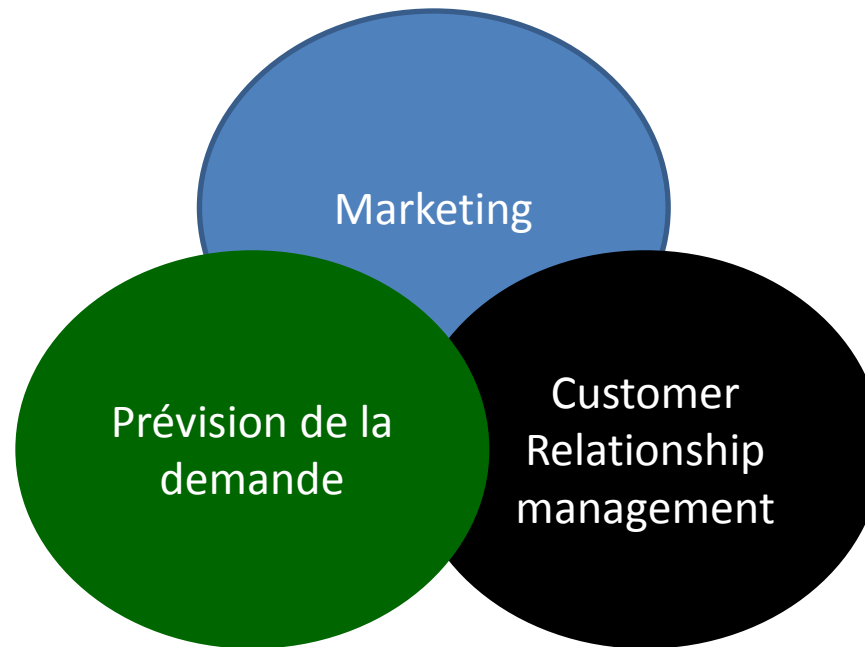 Marketing
Prévision de la
demande
Customer
Relationship
management